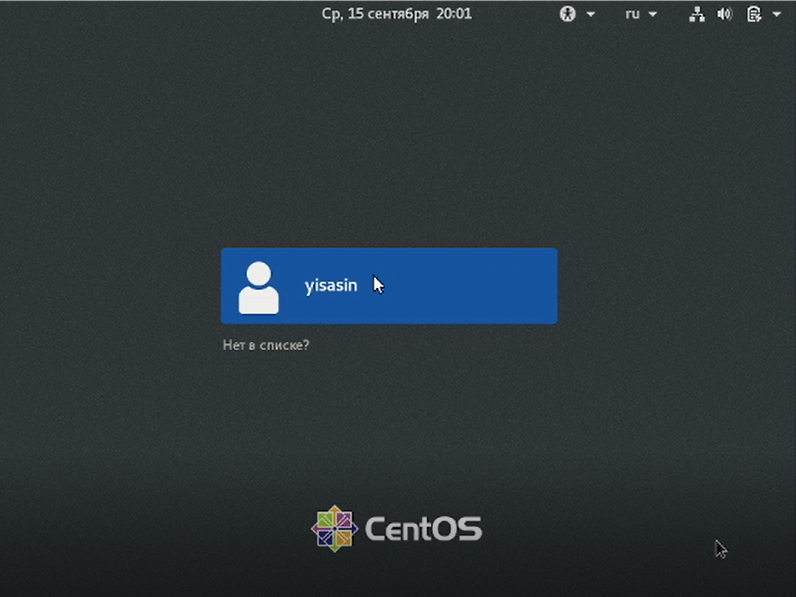 Ср, 15 сентября 20:01
ru
yisasin
Нет в списке?
CentOS